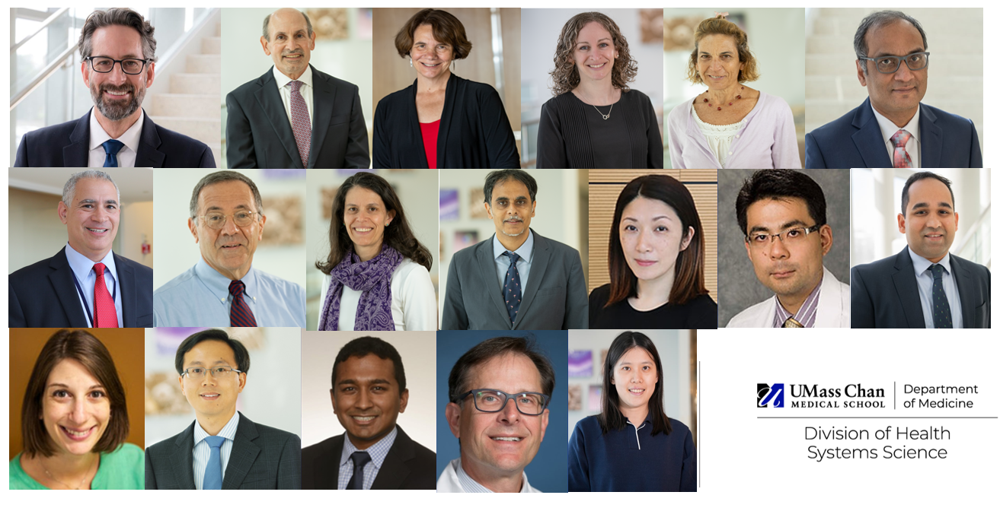 UMass Chan
MEDICAL SCHOOL
Department
of Medicine
Division of Health
Systems Science